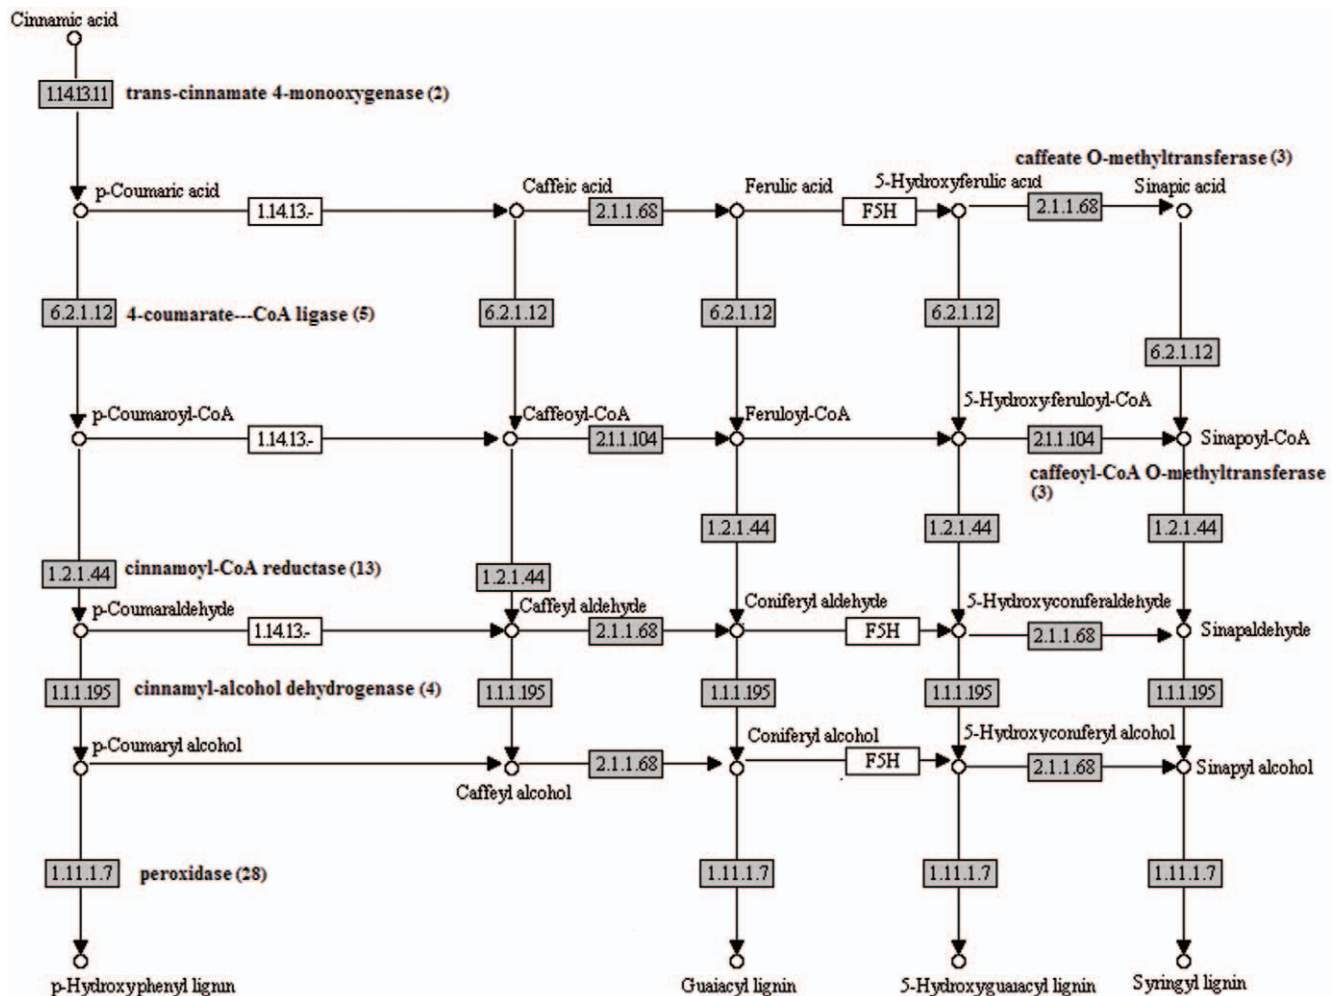 Cinnamic acid
1.14.13.11 trans-cinnamate 4-monooxygenase (2)
caffeate O-methyltransferase (3)
p-Coumaric acid Caffeic acid Ferulic acid 5-Hydroxyferulic acid Sinapic acid
1.14.13.- 2.1.1.68 F5H 2.1.1.68
6.2.1.12 4-coumarate---CoA ligase (5) 6.2.1.12 6.2.1.12 6.2.1.12
6.2.1.12
p-Coumaroyl-CoA Caffeoyl-CoA Feruloyl-CoA 5-Hydroxy-feruloyl-CoA
1.14.13.- 2.1.1.104 2.1.1.104 Sinapoyl-CoA
caffeoyl-CoA O-methyltransferase
(3)
1.2.1.44 1.2.1.44 1.2.1.44
1.2.1.44 cinnamoyl-CoA reductase (13) 1.2.1.44
p-Coumaraldehyde Caffeyl aldehyde Coniferyl aldehyde 5-Hydroxyconiferaldehyde
1.14.13.- 2.1.1.68 F5H 2.1.1.68 Sinapaldehyde
1.1.1.195 cinnamyl-alcohol dehydrogenase (4) 1.1.1.195 1.1.1.195 1.1.1.195 1.1.1.195
p-Coumaryl alcohol Coniferyl alcohol 5-Hydroxyconiferyl alcohol
2.1.1.68 F5H 2.1.1.68 Sinapyl alcohol
Caffeyl alcohol
1.11.1.7 peroxidase (28) 1.11.1.7 1.11.1.7 1.11.1.7
p-Hydroxyphenyl lignin Guaiacyl lignin 5-Hydroxyguaiacyl lignin Syringyl lignin